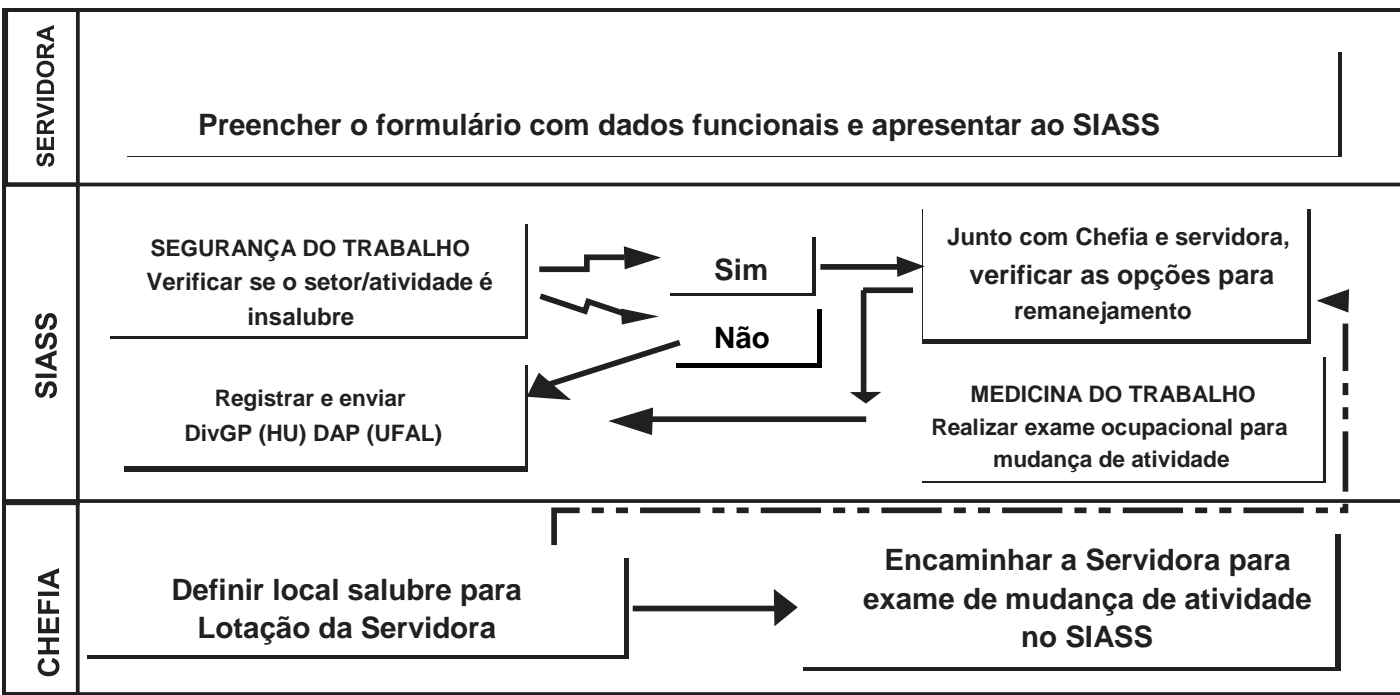 SERVIDORA
Preencher o formulário com dados funcionais e apresentar ao SIASS
SIASS
SEGURANÇA DO TRABALHO
Verificar se o setor/atividade é
insalubre
Sim
Não
Junto com Chefia e servidora,
verificar as opções para
remanejamento
Registrar e enviar
DivGP (HU) DAP (UFAL)
MEDICINA DO TRABALHO
Realizar exame ocupacional para
mudança de atividade
CHEFIA
Definir local salubre para
Lotação da Servidora
Encaminhar a Servidora para
exame de mudança de atividade
no SIASS